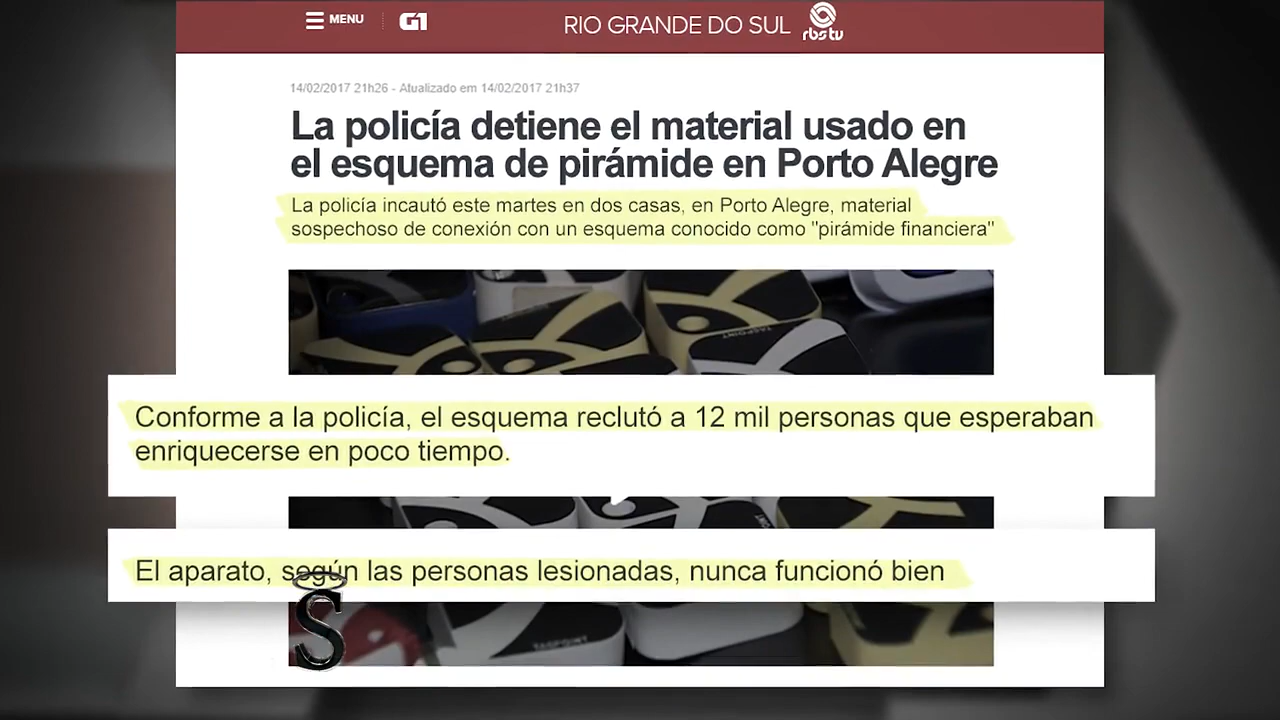 MENU
G1
RIO GRANDE DO SUL
rbs tv
14/02/2017 21h26 - Atualizado em 14/02/2017 21h37
La policía detiene el material usado en
el esquema de pirámide en Porto Alegre
La policía incautó este martes en dos casas, en Porto Alegre, material
sospechoso de conexión con un esquema conocido como "pirámide financiera"
TASPOINT
Conforme a la policía, el esquema reclutó a 12 mil personas que esperaban
enriquecerse en poco tiempo.
El aparato, según las personas lesionadas, nunca funcionó bien
S
TASPOINT